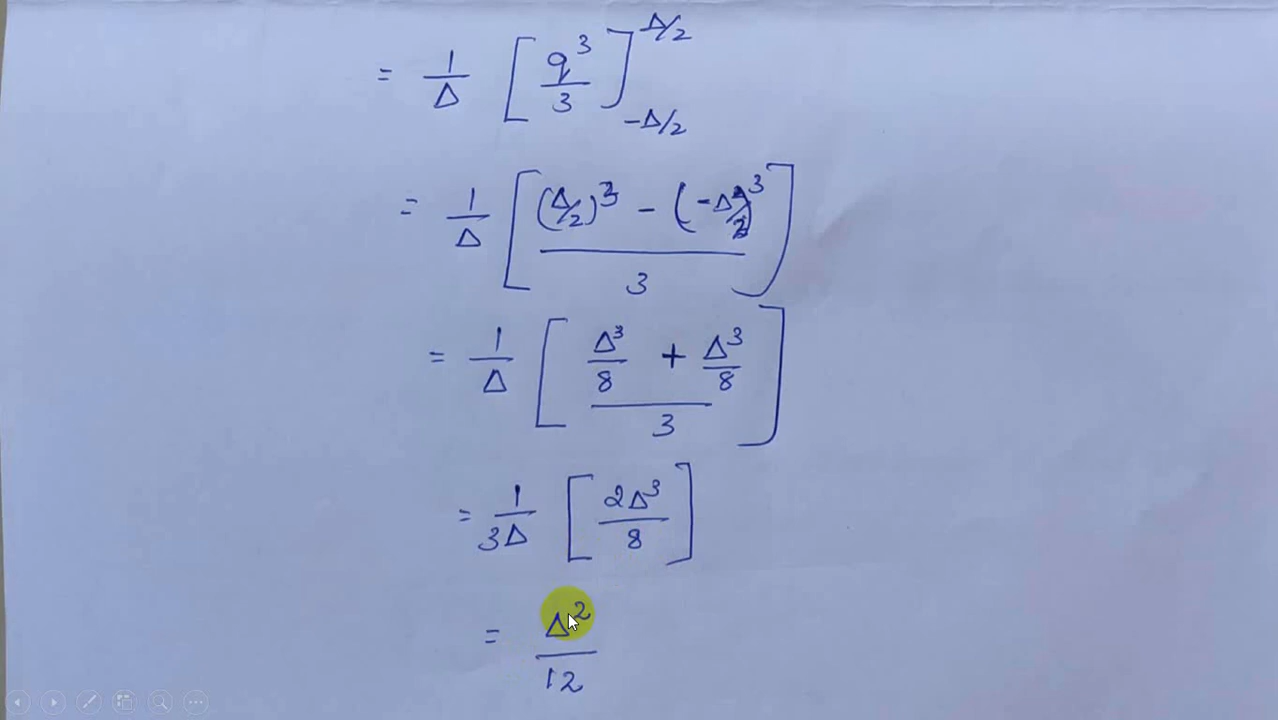 = 1/Δ [q³/3]_{-Δ/2}^{Δ/2}
= 1/Δ [((Δ/2)³ - (-Δ/2)³)/3]
= 1/Δ [(Δ³/8 + Δ³/8)/3]
= 1/3Δ [2Δ³/8]
= Δ²/12